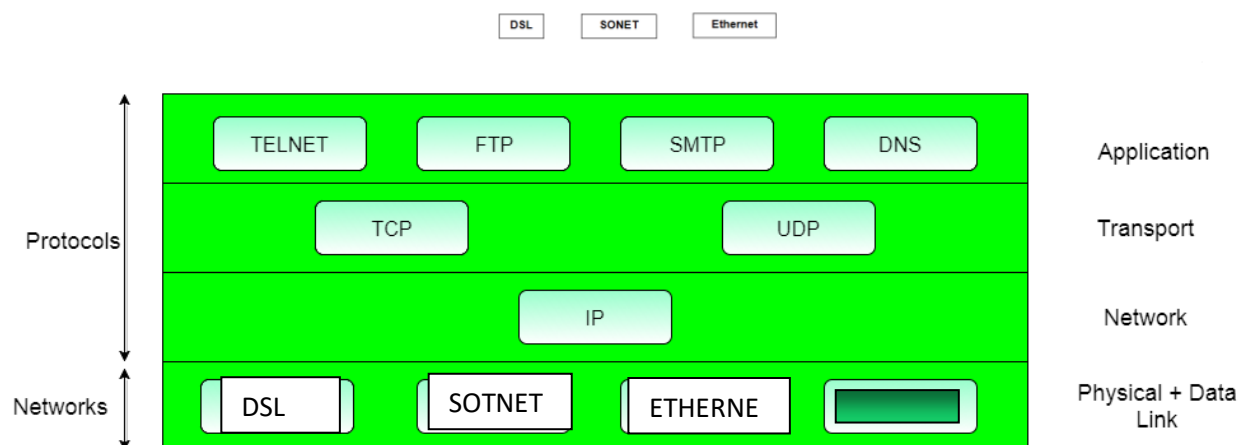 DSL SONET Ethernet
TELNET FTP SMTP DNS Application
Protocols TCP UDP Transport
IP Network
Networks DSL SOTNET ETHERNE Physical + Data
Link